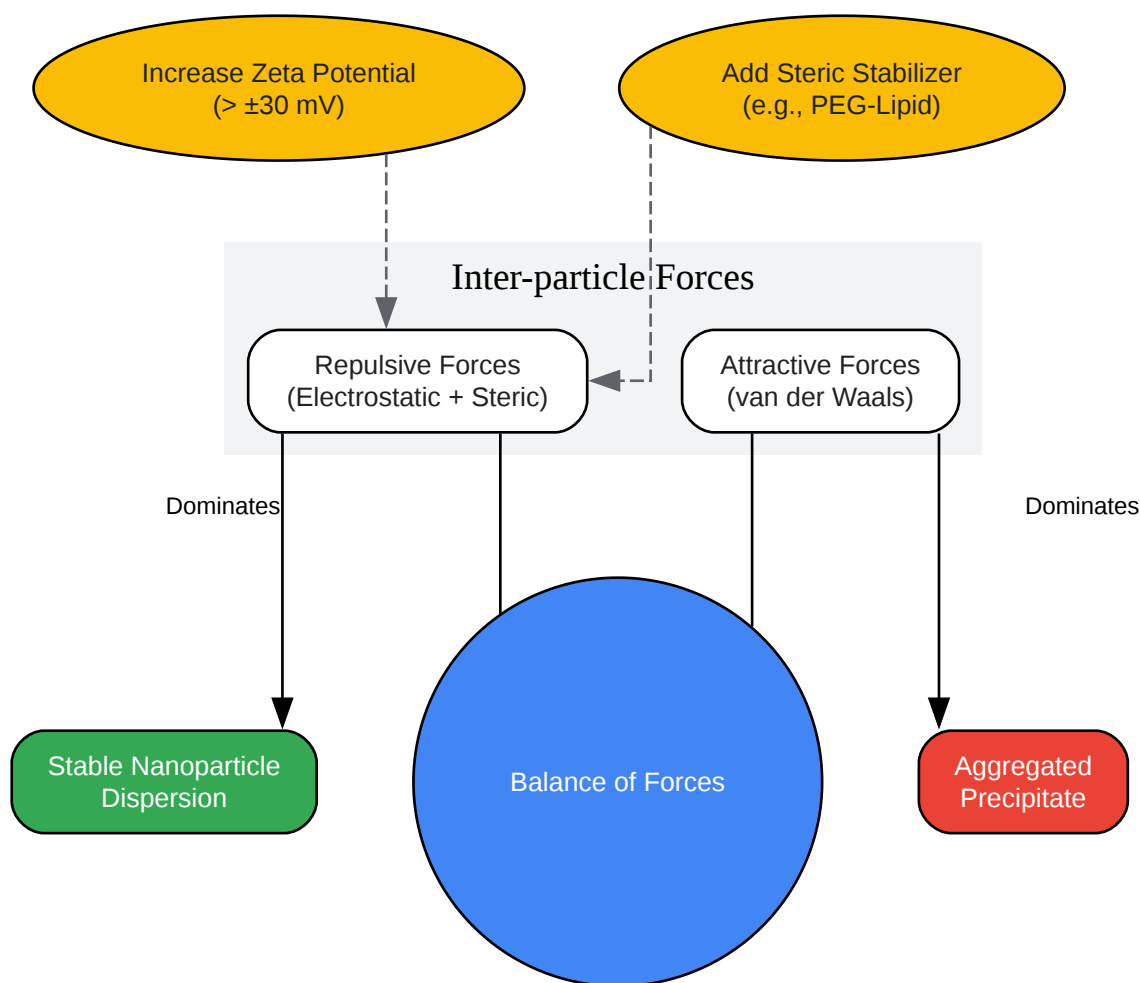 Increase Zeta Potential
(> ±30 mV)
Add Steric Stabilizer
(e.g., PEG-Lipid)
Inter-particle Forces
Repulsive Forces
(Electrostatic + Steric)
Attractive Forces
(van der Waals)
Dominates
Dominates
Stable Nanoparticle
Dispersion
Balance of Forces
Aggregated
Precipitate